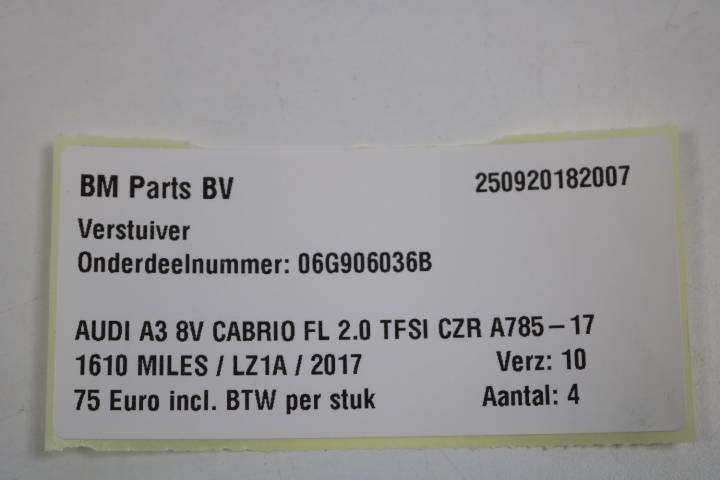 BM Parts BV 250920182007
Verstuiver
Onderdeelnummer: 06G906036B
AUDI A3 8V CABRIO FL 2.0 TFSI CZR A785-17
1610 MILES / LZ1A / 2017 Verz: 10
75 Euro incl. BTW per stuk Aantal: 4